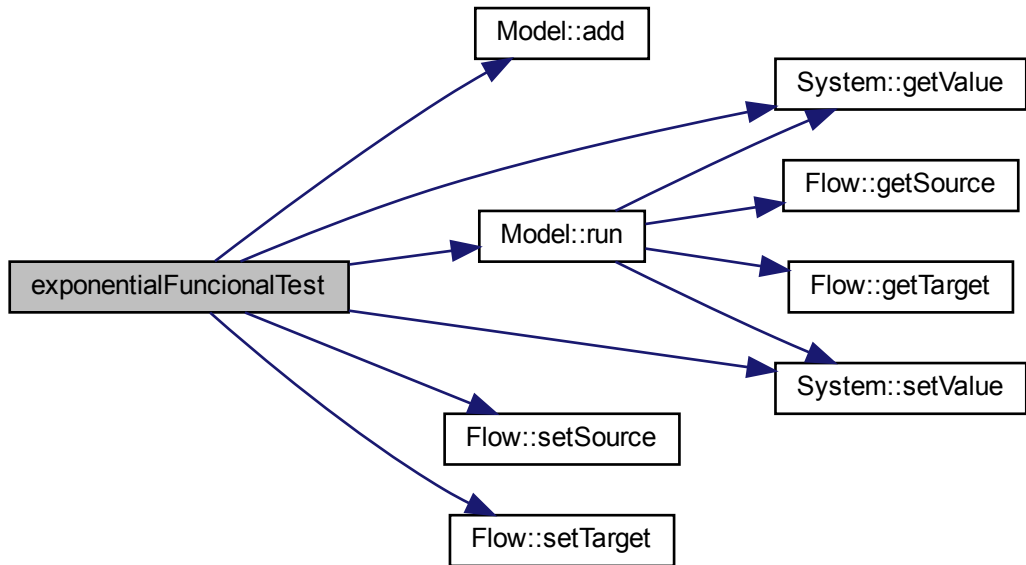 Model::add
System::getValue
Flow::getSource
Model::run
exponentialFuncionalTest
Flow::getTarget
System::setValue
Flow::setSource
Flow::setTarget